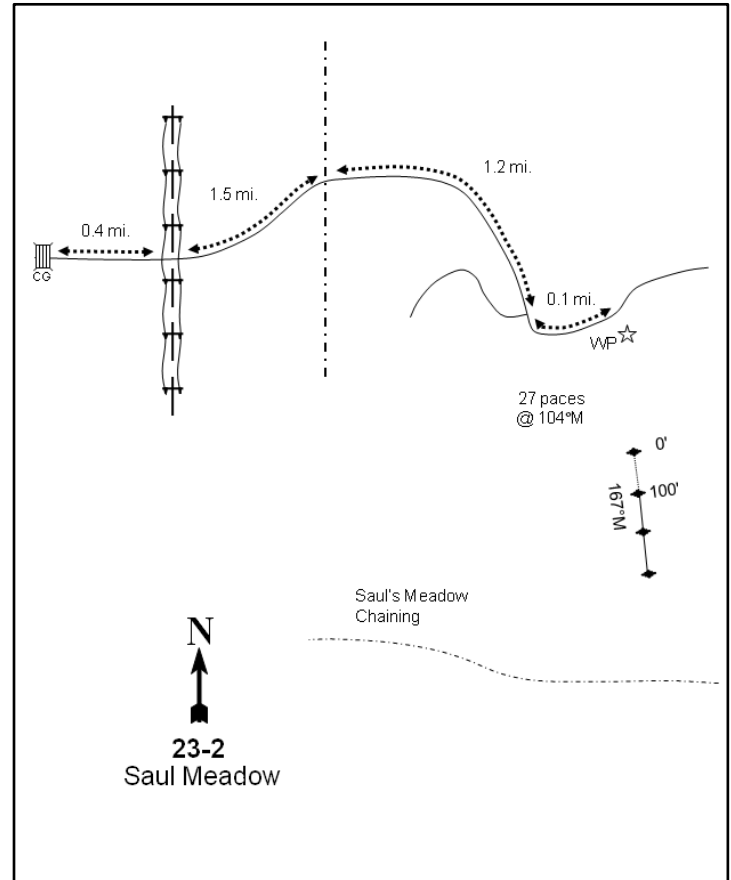 1.2 mi.
1.5 mi.
0.4 mi.
CG
0.1 mi.
WP
27 paces
@ 104°M
0'
100'
167°M
Saul's Meadow
Chaining
N
23-2
Saul Meadow